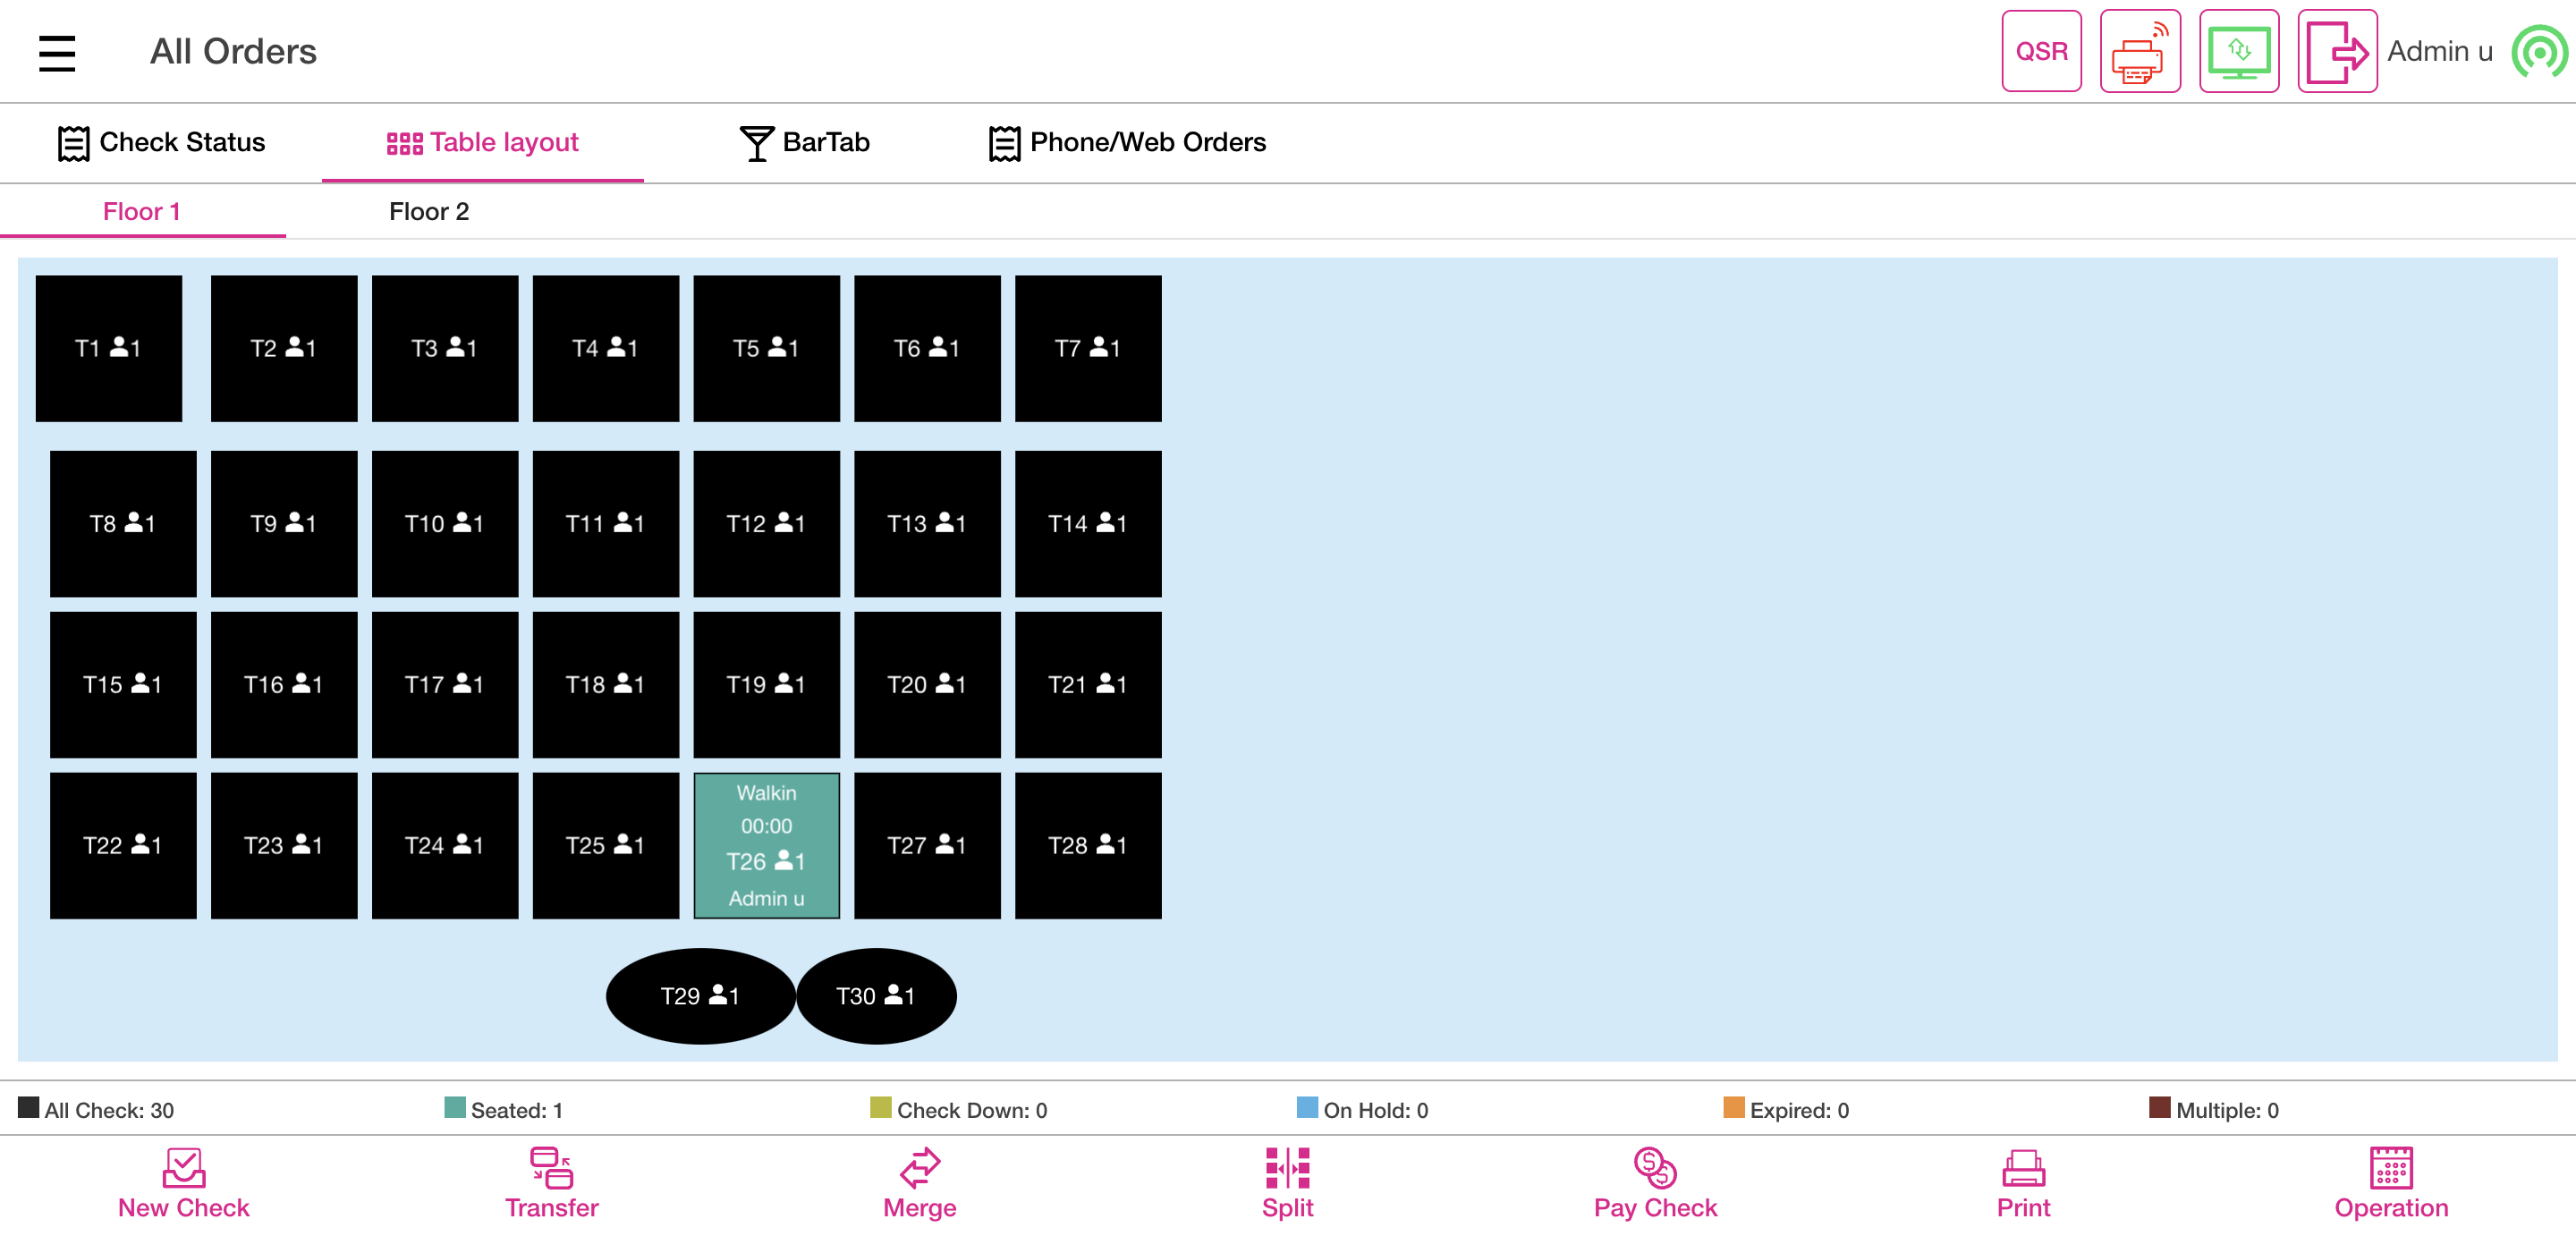 All Orders
QSR
Admin u
Check Status
Table layout
BarTab
Phone/Web Orders
Floor 1
Floor 2
T1 1
T2 1
T3 1
T4 1
T5 1
T6 1
T7 1
T8 1
T9 1
T10 1
T11 1
T12 1
T13 1
T14 1
T15 1
T16 1
T17 1
T18 1
T19 1
T20 1
T21 1
T22 1
T23 1
T24 1
T25 1
Walkin
00:00
T26 1
Admin u
T27 1
T28 1
T29 1
T30 1
All Check: 30
Seated: 1
Check Down: 0
On Hold: 0
Expired: 0
Multiple: 0
New Check
Transfer
Merge
Split
Pay Check
Print
Operation